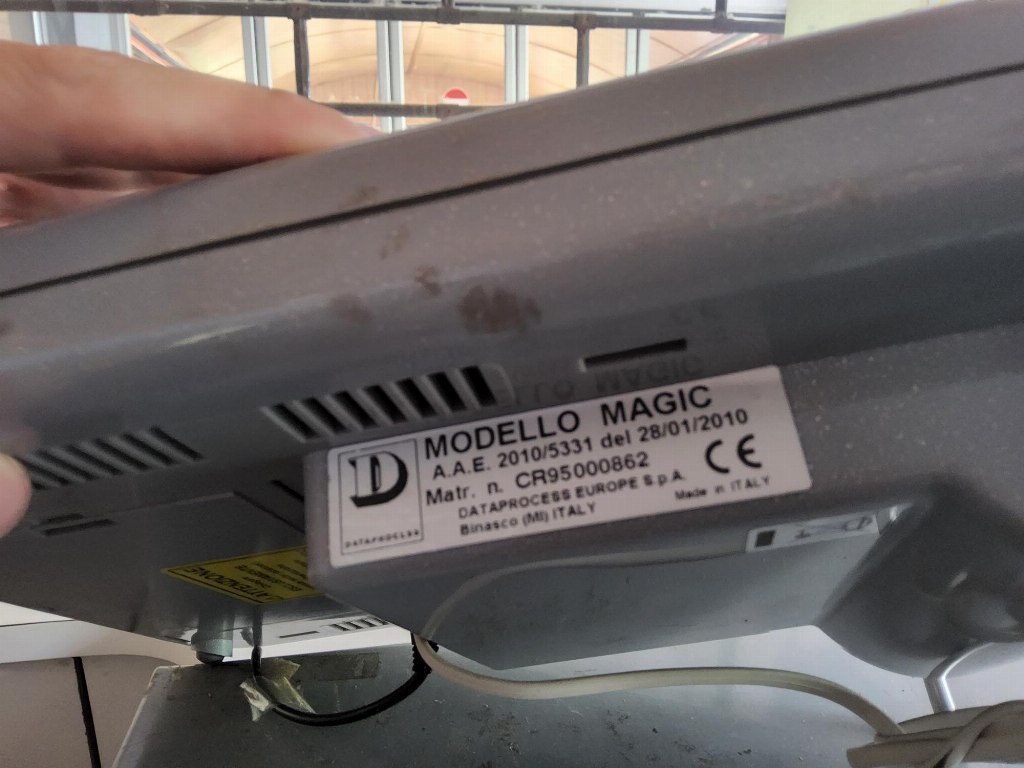 MODELLO MAGIC
A.A.E. 2010/5331 del 28/01/2010
Matr. n. CR95000862
CE
DATAPROCESS EUROPE S.p.A.
Binasco (MI) ITALY
Made in ITALY
D
ATTENZIONE